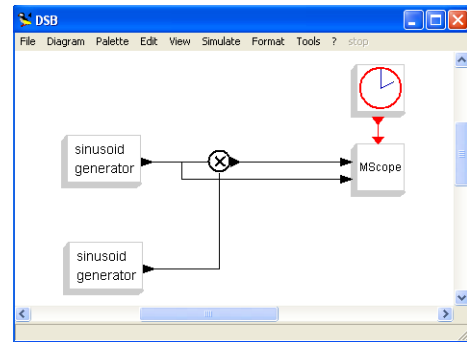 DSB
File Diagram Palette Edit View Simulate Format Tools ? stop
sinusoid
generator
MScope
sinusoid
generator